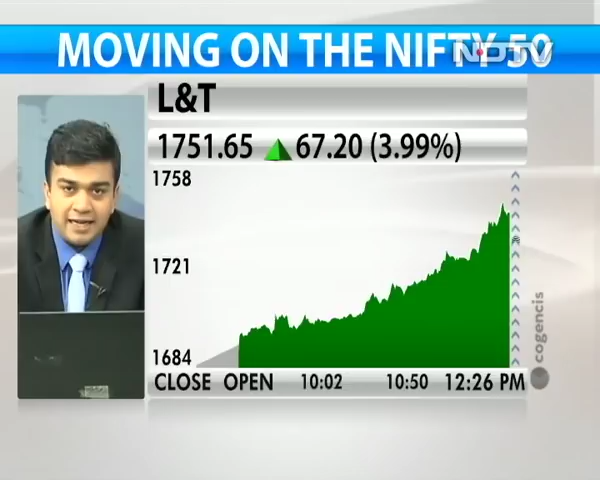 MOVING ON THE NIFTY 50
NDTV
L&T
1751.65 67.20 (3.99%)
1758
1721
1684
CLOSE OPEN 10:02 10:50 12:26 PM
cogencis